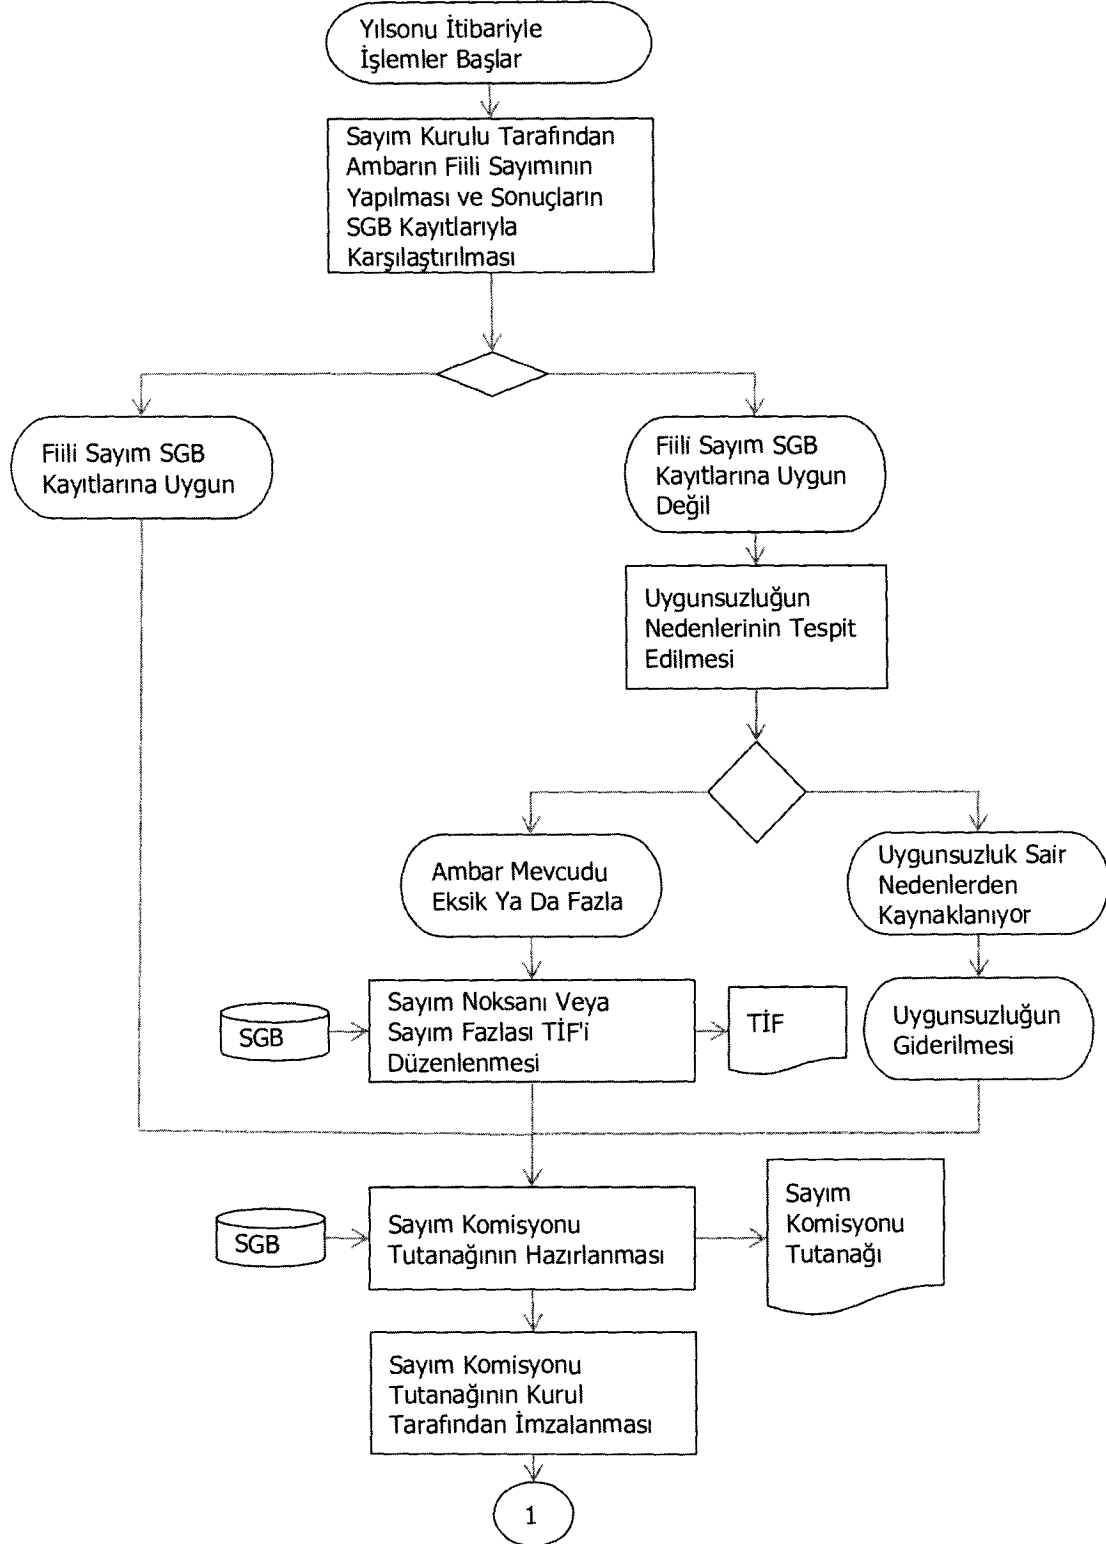 Yılsonu İtibariyle
İşlemler Başlar
Sayım Kurulu Tarafından
Ambarın Fiili Sayımının
Yapılması ve Sonuçların
SGB Kayıtlarıyla
Karşılaştırılması
Fiili Sayım SGB
Kayıtlarına Uygun
Fiili Sayım SGB
Kayıtlarına Uygun
Değil
Uygunsuzluğun
Nedenlerinin Tespit
Edilmesi
Ambar Mevcudu
Eksik Ya Da Fazla
Uygunsuzluk Sair
Nedenlerden
Kaynaklanıyor
SGB
Sayım Noksanı Veya
Sayım Fazlası TİF'i
Düzenlenmesi
TİF
Uygunsuzluğun
Giderilmesi
SGB
Sayım Komisyonu
Tutanağının Hazırlanması
Sayım
Komisyonu
Tutanağı
Sayım Komisyonu
Tutanağının Kurul
Tarafından İmzalanması
1